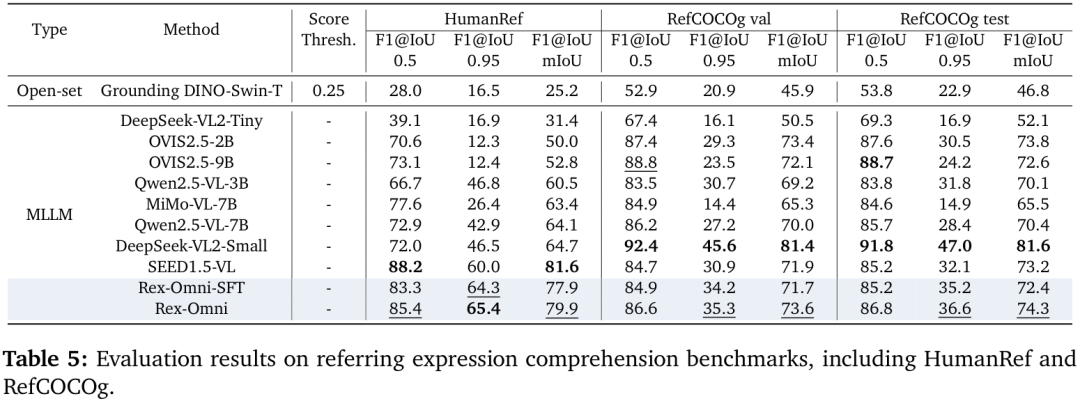 Type Method Score Thresh. HumanRef RefCOCOg val RefCOCOg test
F1@IoU 0.5 F1@IoU 0.95 F1@IoU mIoU F1@IoU 0.5 F1@IoU 0.95 F1@IoU mIoU F1@IoU 0.5 F1@IoU 0.95 F1@IoU mIoU
Open-set Grounding DINO-Swin-T 0.25 28.0 16.5 25.2 52.9 20.9 45.9 53.8 22.9 46.8
MLLM
DeepSeek-VL2-Tiny - 39.1 16.9 31.4 67.4 16.1 50.5 69.3 16.9 52.1
OVIS2.5-2B - 70.6 12.3 50.0 87.4 29.3 73.4 87.6 30.5 73.8
OVIS2.5-9B - 73.1 12.4 52.8 88.8 23.5 72.1 88.7 24.2 72.6
Qwen2.5-VL-3B - 66.7 46.8 60.5 83.5 30.7 69.2 83.8 31.8 70.1
MiMo-VL-7B - 77.6 26.4 63.4 84.9 14.4 65.3 84.6 14.9 65.5
Qwen2.5-VL-7B - 72.9 42.9 64.1 86.2 27.2 70.0 85.7 28.4 70.4
DeepSeek-VL2-Small - 72.0 46.5 64.7 92.4 45.6 81.4 91.8 47.0 81.6
SEED1.5-VL - 88.2 60.0 81.6 84.7 30.9 71.9 85.2 32.1 73.2
Rex-Omni-SFT - 83.3 64.3 77.9 84.9 34.2 71.7 85.2 35.2 72.4
Rex-Omni - 85.4 65.4 79.9 86.6 35.3 73.6 86.8 36.6 74.3
Table 5: Evaluation results on referring expression comprehension benchmarks, including HumanRef and
RefCOCOg.